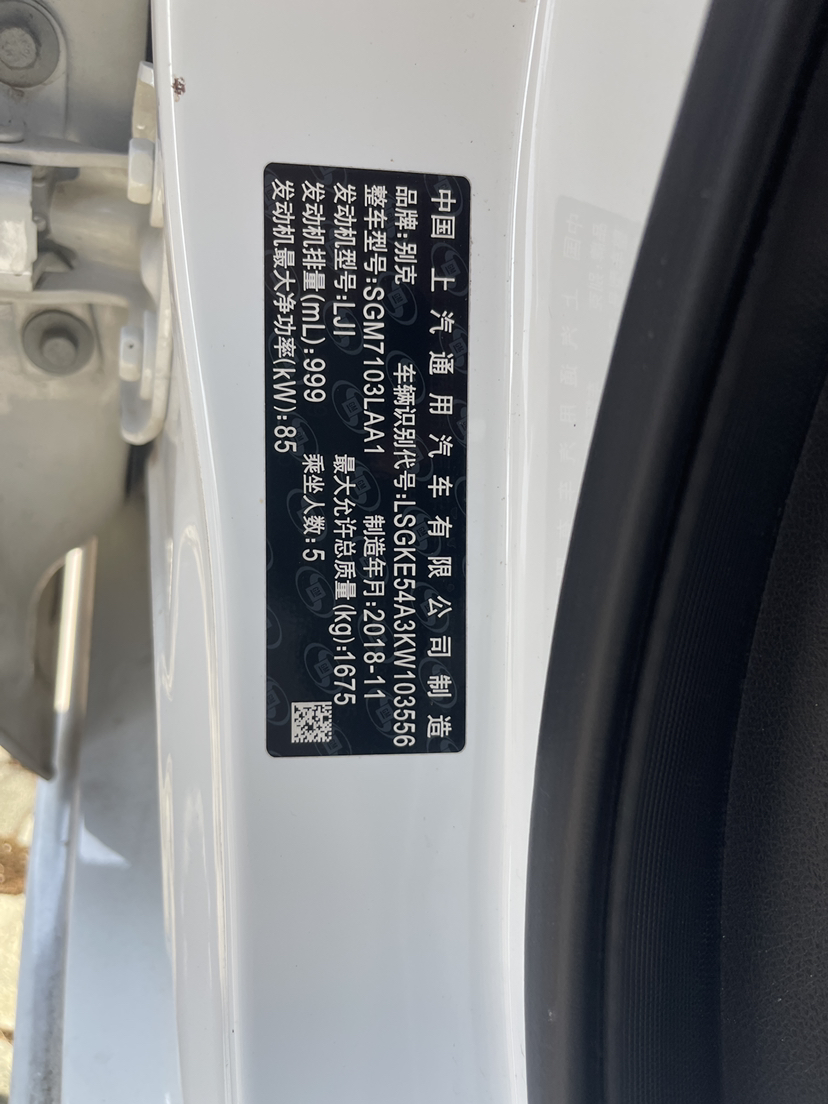 中国上汽通用汽车有限公司制造
品牌:别克 车辆识别代号:LSGKE54A3KW103556
整车型号:SGM7103LAA1 制造年月:2018-11
发动机型号:LJI 最大允许总质量(kg):1675
发动机排量(mL):999 乘坐人数:5
发动机最大净功率(kW):85